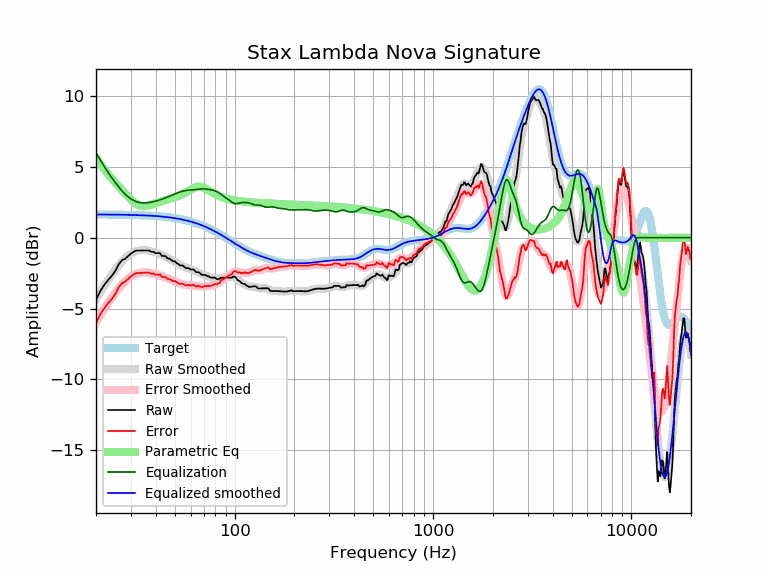 Stax Lambda Nova Signature
10
5
0
−5
−10
−15
Amplitude (dBr)
Target
Raw Smoothed
Error Smoothed
Raw
Error
Parametric Eq
Equalization
Equalized smoothed
100 1000 10000
Frequency (Hz)